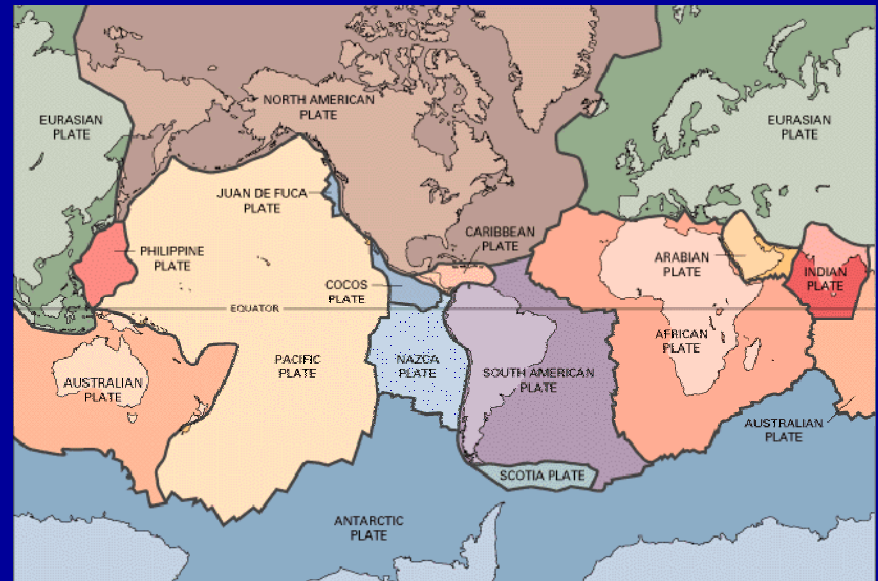 NORTH AMERICAN
PLATE
EURASIAN
PLATE
EURASIAN
PLATE
JUAN DE FUCA
PLATE
CARIBBEAN
PLATE
PHILIPPINE
PLATE
ARABIAN
PLATE
INDIAN
PLATE
COCOS
PLATE
EQUATOR
AFRICAN
PLATE
PACIFIC
PLATE
NAZCA
PLATE
SOUTH AMERICAN
PLATE
AUSTRALIAN
PLATE
AUSTRALIAN
PLATE
SCOTIA PLATE
ANTARCTIC
PLATE